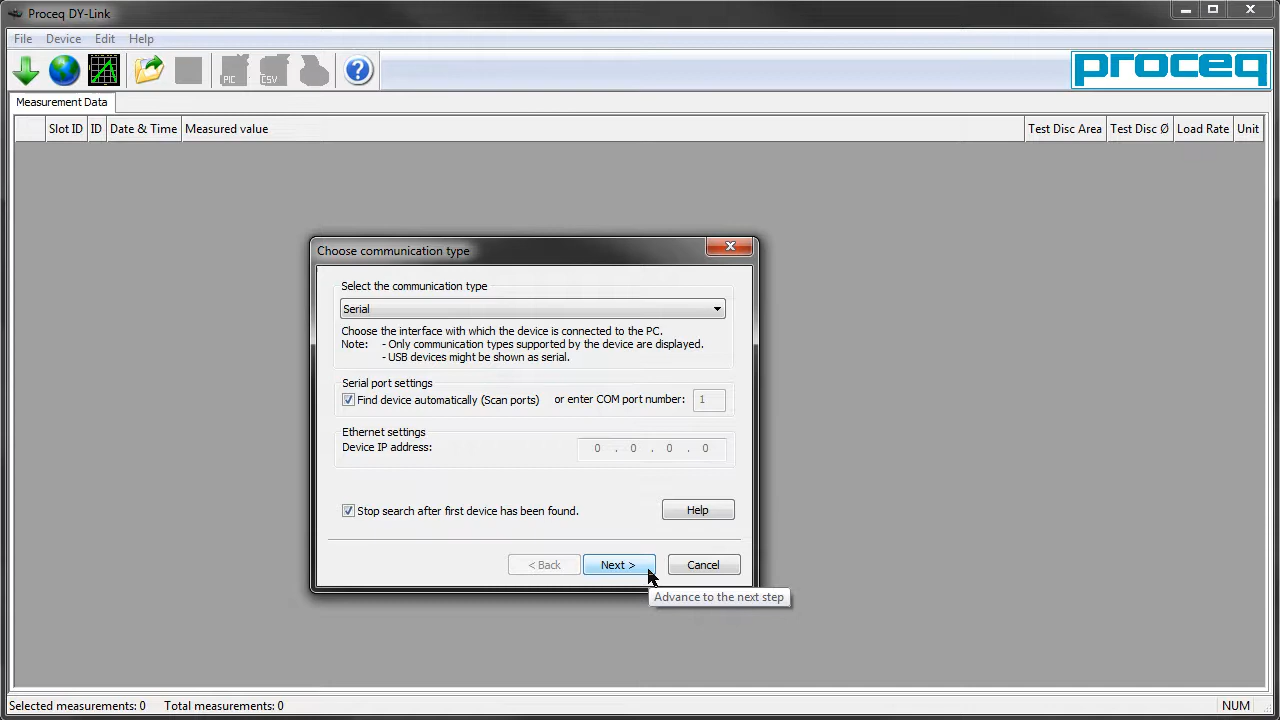 Proceq DY-Link
File Device Edit Help
PIC CSV ?
proceq
Measurement Data
Slot ID ID Date & Time Measured value Test Disc Area Test Disc Ø Load Rate Unit
Choose communication type
Select the communication type
Serial
Choose the interface with which the device is connected to the PC.
Note: - Only communication types supported by the device are displayed.
- USB devices might be shown as serial.
Serial port settings
Find device automatically (Scan ports) or enter COM port number: 1
Ethernet settings
Device IP address: 0 . 0 . 0 . 0
Stop search after first device has been found. Help
< Back Next > Cancel
Advance to the next step
Selected measurements: 0 Total measurements: 0 NUM